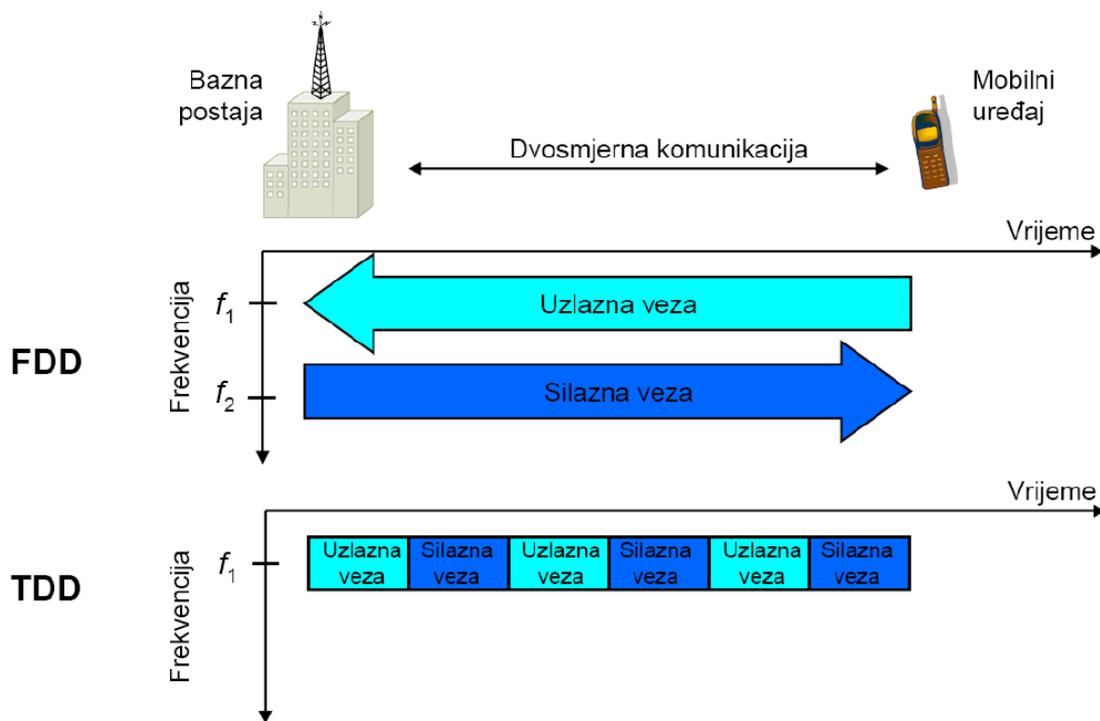 Bazna
postaja
Mobilni
uređaj
Dvosmjerna komunikacija
Vrijeme
FDD
Frekvencija
f1
Uzlazna veza
f2
Silazna veza
Vrijeme
TDD
Frekvencija
f1
Uzlazna
veza
Silazna
veza
Uzlazna
veza
Silazna
veza
Uzlazna
veza
Silazna
veza